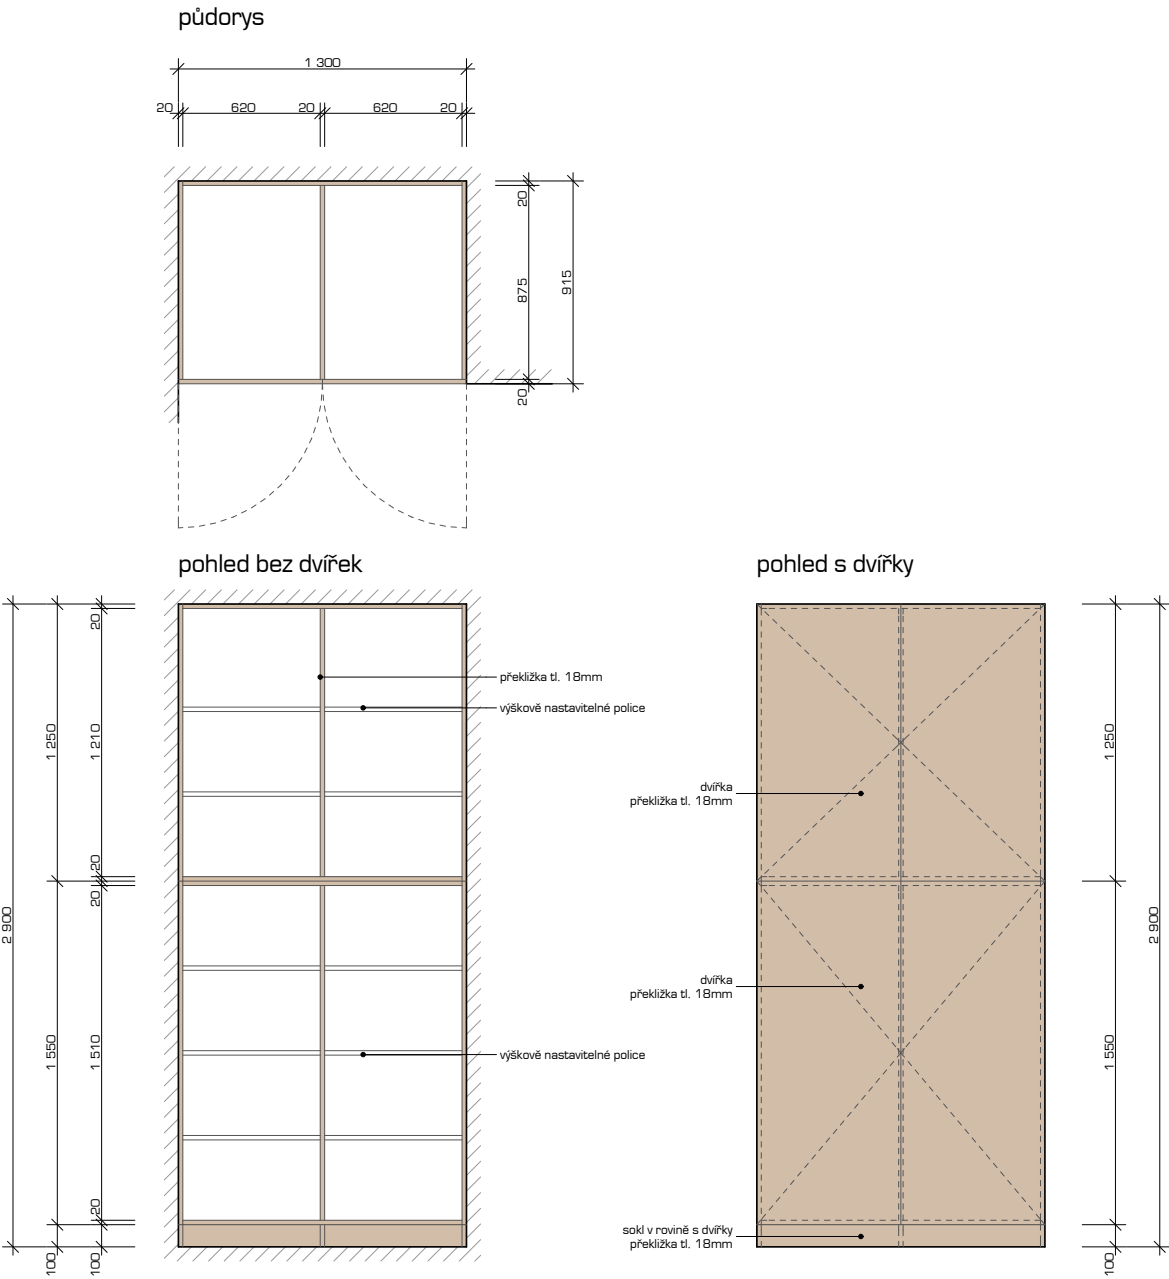 půdorys
1 300
20
620
20
620
20
20
875
915
20
pohled bez dvířek
pohled s dvířky
20
1 250
1 210
20
20
2 900
1 550
1 510
20
100
100
překližka tl. 18mm
výškově nastavitelné police
výškově nastavitelné police
dvířka
překližka tl. 18mm
dvířka
překližka tl. 18mm
sokl v rovině s dvířky
překližka tl. 18mm
1 250
2 900
1 550
100